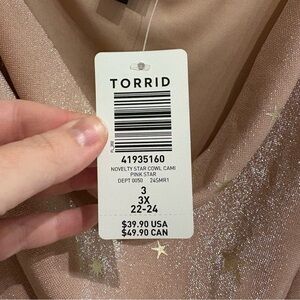 TORRID
41935160
NOVELTY STAR COWL CAMI
PINK STAR
DEPT 0050 24SMR1
3
3X
22-24
$39.90 USA
$49.90 CAN